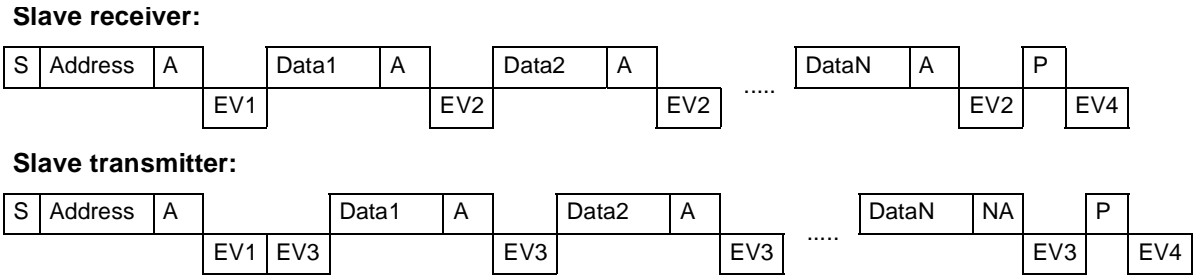 Slave receiver:
S Address A Data1 A Data2 A ..... DataN A P
EV1 EV2 EV2 EV2 EV4
Slave transmitter:
S Address A Data1 A Data2 A ..... DataN NA P
EV1 EV3 EV3 EV3 EV3 EV4